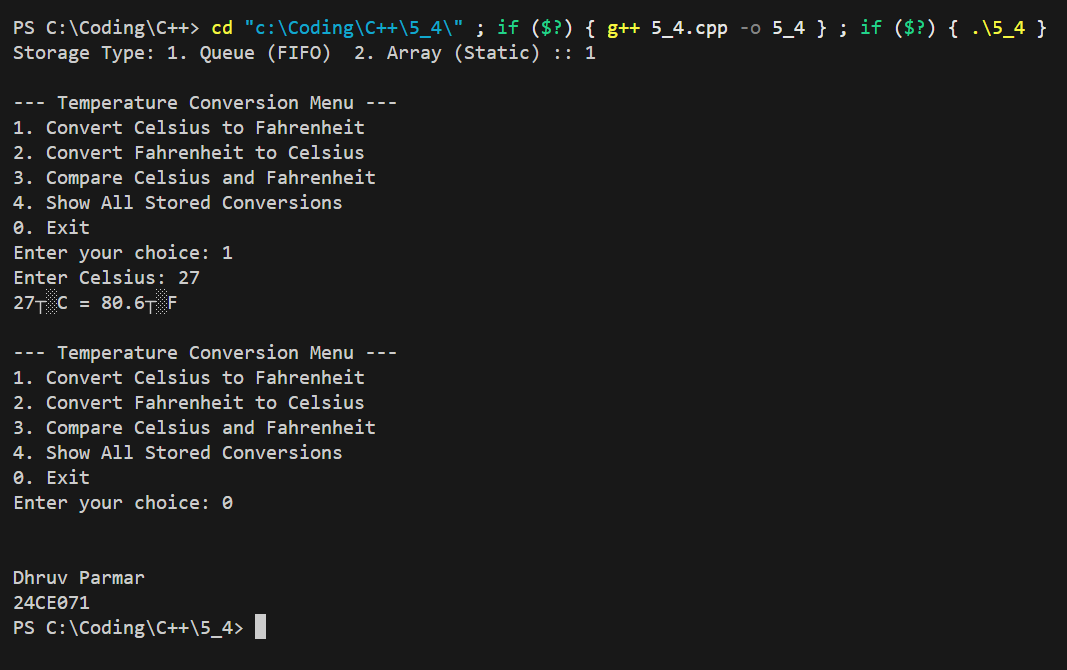 PS C:\Coding\C++> cd "c:\Coding\C++\5_4\" ; if ($?) { g++ 5_4.cpp -o 5_4 } ; if ($?) { .\5_4 }
Storage Type: 1. Queue (FIFO)  2. Array (Static) :: 1
--- Temperature Conversion Menu ---
1. Convert Celsius to Fahrenheit
2. Convert Fahrenheit to Celsius
3. Compare Celsius and Fahrenheit
4. Show All Stored Conversions
0. Exit
Enter your choice: 1
Enter Celsius: 27
27┬░C = 80.6┬░F
--- Temperature Conversion Menu ---
1. Convert Celsius to Fahrenheit
2. Convert Fahrenheit to Celsius
3. Compare Celsius and Fahrenheit
4. Show All Stored Conversions
0. Exit
Enter your choice: 0
Dhruv Parmar
24CE071
PS C:\Coding\C++\5_4>